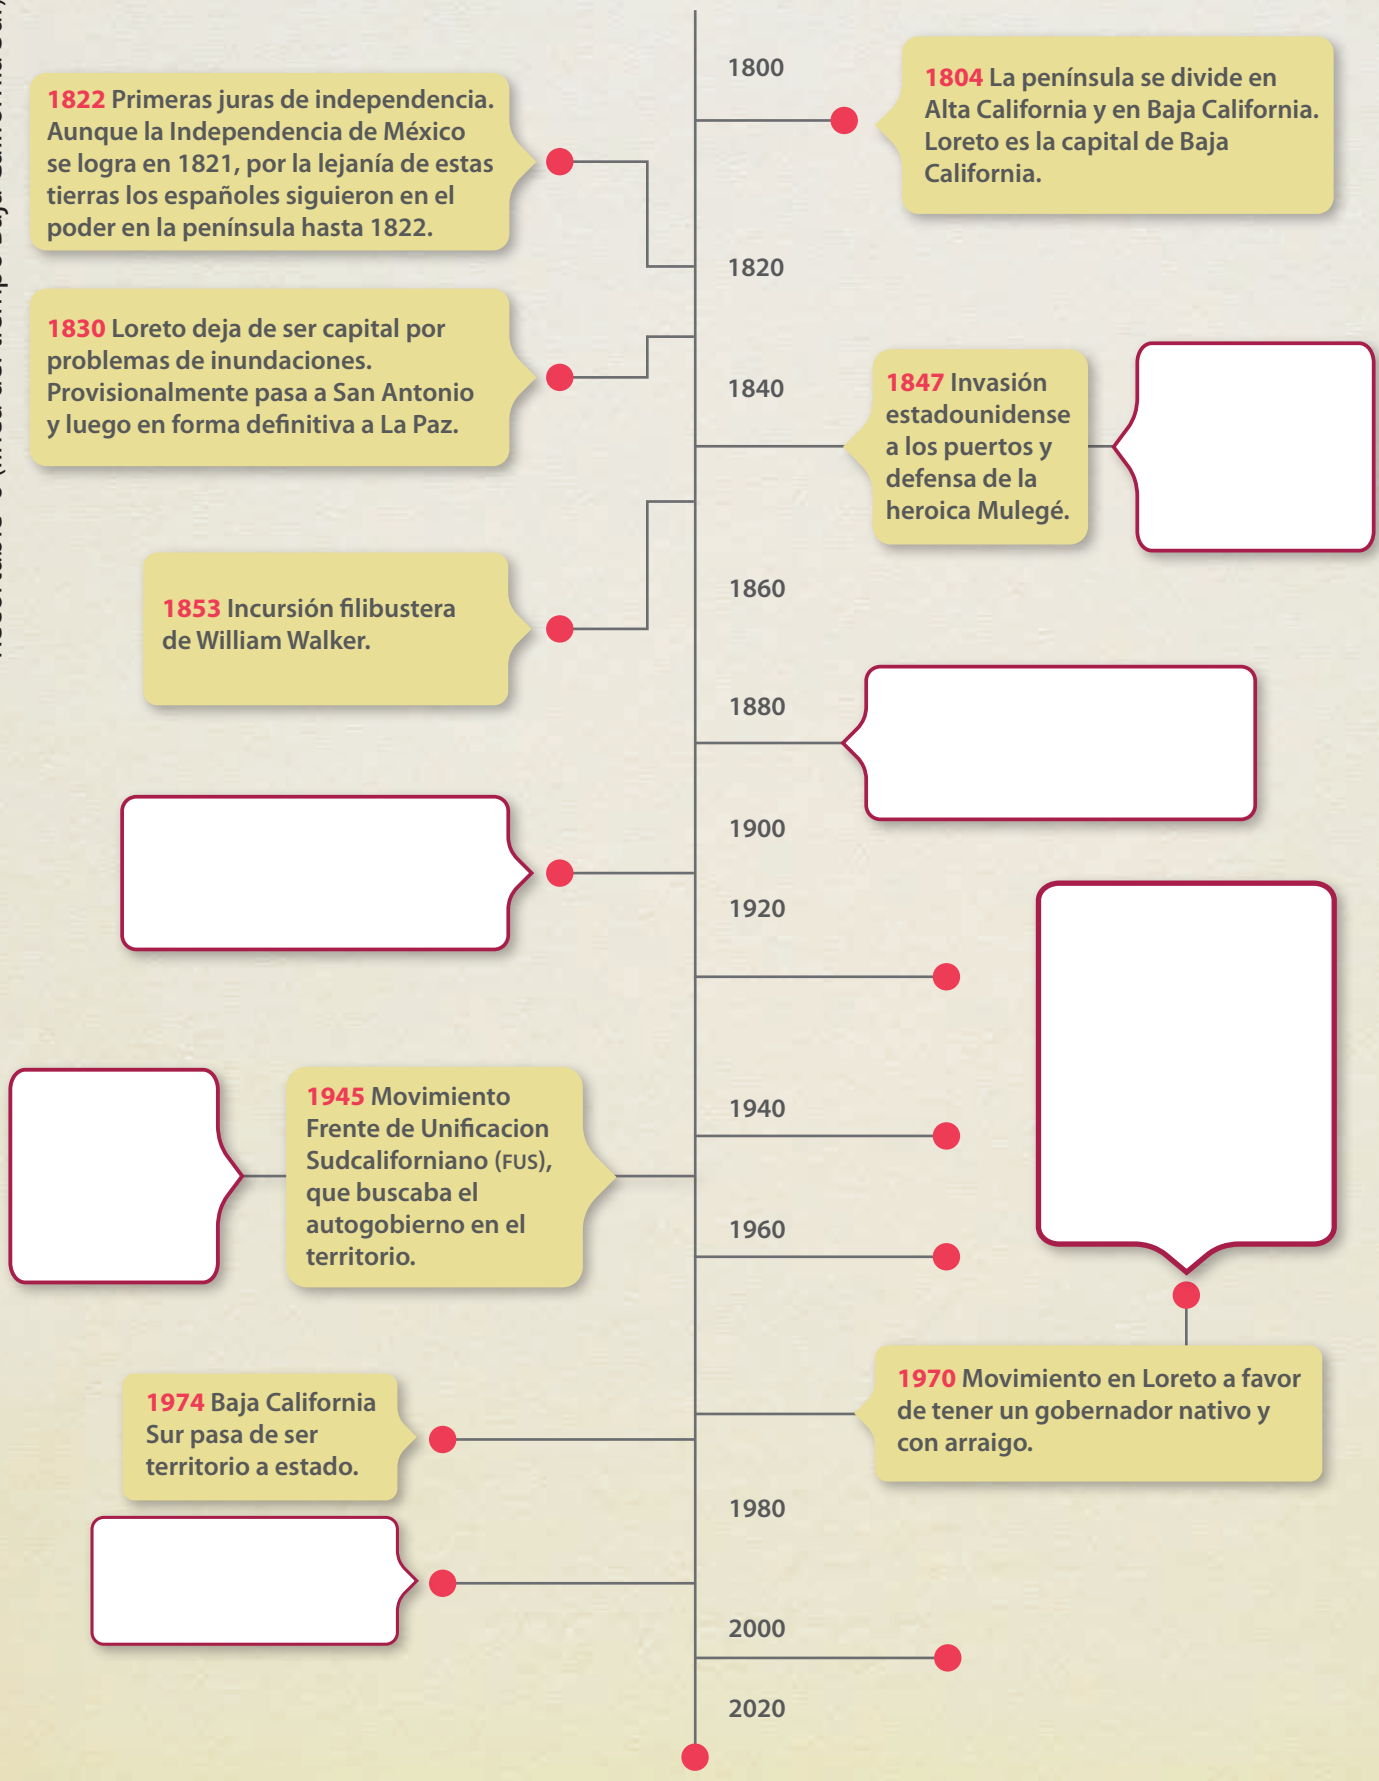 1800
1804 La península se divide en
Alta California y en Baja California.
Loreto es la capital de Baja
California.
1822 Primeras juras de independencia.
Aunque la Independencia de México
se logra en 1821, por la lejanía de estas
tierras los españoles siguieron en el
poder en la península hasta 1822.
1820
1830 Loreto deja de ser capital por
problemas de inundaciones.
Provisionalmente pasa a San Antonio
y luego en forma definitiva a La Paz.
1840
1847 Invasión
estadounidense
a los puertos y
defensa de la
heroica Mulegé.
1853 Incursión filibustera
de William Walker.
1860
1880
1900
1920
1945 Movimiento
Frente de Unificacion
Sudcaliforniano (FUS),
que buscaba el
autogobierno en el
territorio.
1940
1960
1970 Movimiento en Loreto a favor
de tener un gobernador nativo y
con arraigo.
1974 Baja California
Sur pasa de ser
territorio a estado.
1980
2000
2020